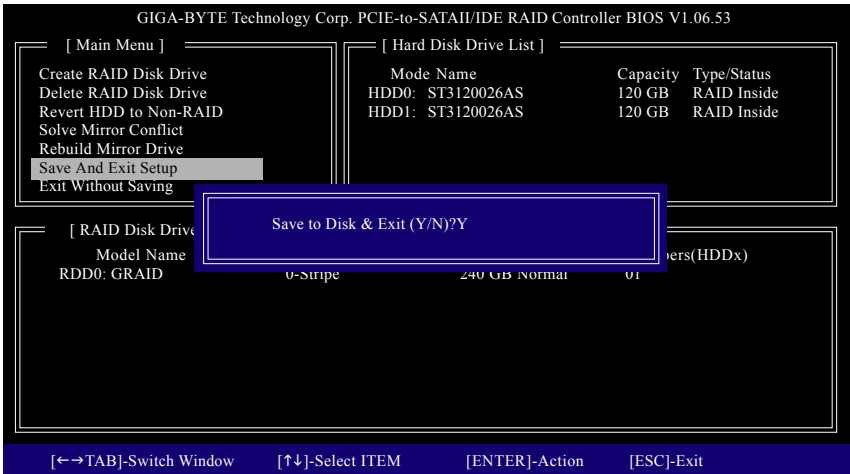 GIGA-BYTE Technology Corp. PCIE-to-SATAII/IDE RAID Controller BIOS V1.06.53
[ Main Menu ]
Create RAID Disk Drive
Delete RAID Disk Drive
Revert HDD to Non-RAID
Solve Mirror Conflict
Rebuild Mirror Drive
Save And Exit Setup
Exit Without Saving
[ Hard Disk Drive List ]
Mode Name Capacity Type/Status
HDD0: ST3120026AS 120 GB RAID Inside
HDD1: ST3120026AS 120 GB RAID Inside
Save to Disk & Exit (Y/N)?Y
[ RAID Disk Drive
Model Name bers(HDDx)
RDD0: GRAID 0-Stripe 240 GB Normal 01
[←→TAB]-Switch Window [↑↓]-Select ITEM [ENTER]-Action [ESC]-Exit